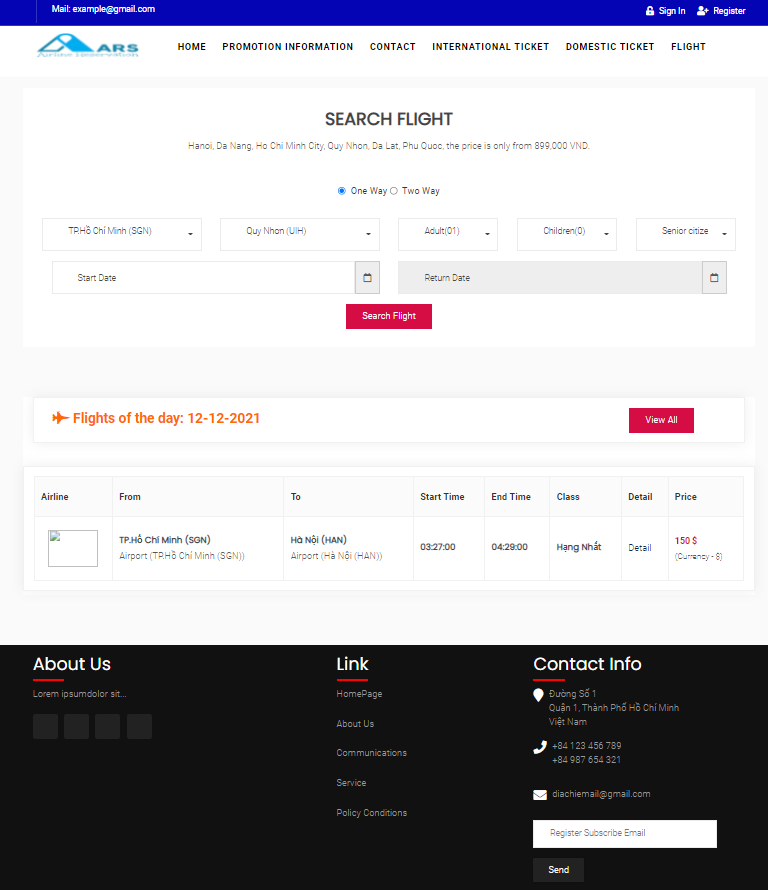 Mail: example@gmail.com
Sign In
Register
ARS
Airline Reservation
HOME
PROMOTION INFORMATION
CONTACT
INTERNATIONAL TICKET
DOMESTIC TICKET
FLIGHT
SEARCH FLIGHT
Hanoi, Da Nang, Ho Chi Minh City, Quy Nhon, Da Lat, Phu Quoc, the price is only from 899.000 VND.
One Way Two Way
TP.Hồ Chí Minh (SGN)
Quy Nhon (UIH)
Adult(01)
Children(0)
Senior citize
Start Date
Return Date
Search Flight
Flights of the day: 12-12-2021
View All
Airline From To Start Time End Time Class Detail Price
TP.Hồ Chí Minh (SGN)
Airport (TP.Hồ Chí Minh (SGN))
Hà Nội (HAN)
Airport (Hà Nội (HAN))
03:27:00
04:29:00
Hạng Nhất
Detail
150 $
(Currency - $)
About Us
Lorem ipsumdolor sit...
Link
HomePage
About Us
Communications
Service
Policy Conditions
Contact Info
Đường Số 1
Quận 1, Thành Phố Hồ Chí Minh
Việt Nam
+84 123 456 789
+84 987 654 321
diachiemail@gmail.com
Register Subscribe Email
Send